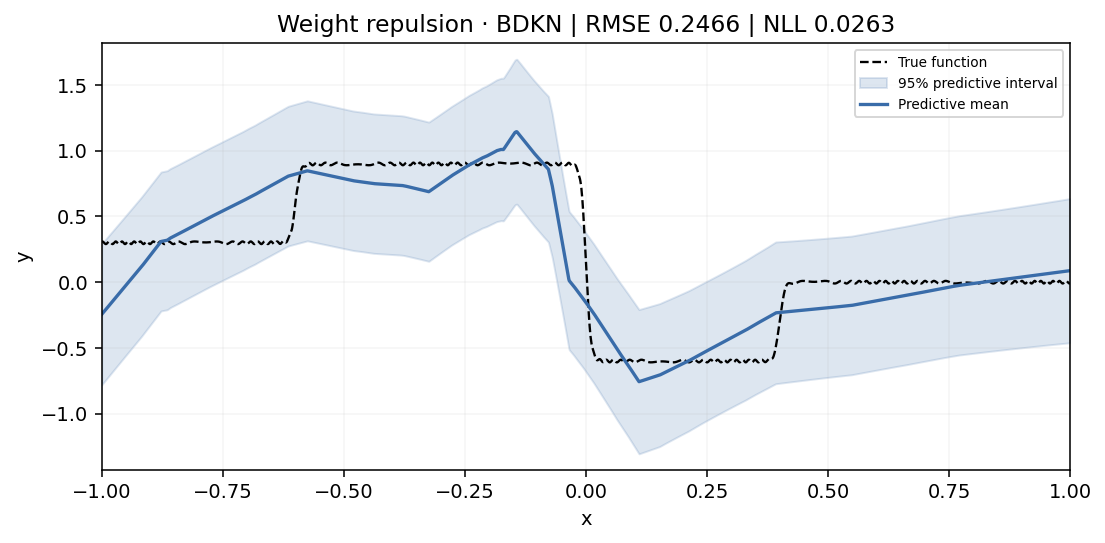 Weight repulsion · BDKN | RMSE 0.2466 | NLL 0.0263
True function
95% predictive interval
Predictive mean
1.5
1.0
0.5
0.0
−0.5
−1.0
y
−1.00 −0.75 −0.50 −0.25 0.00 0.25 0.50 0.75 1.00
x